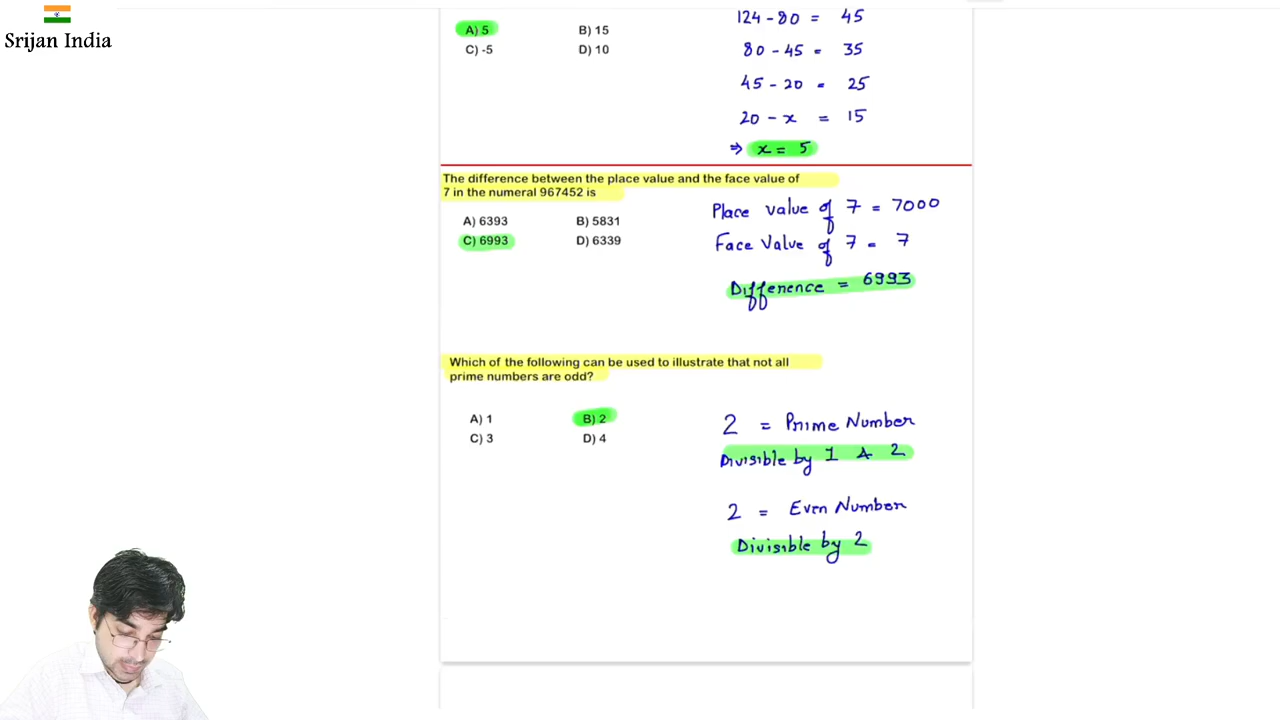 Srijan India
A) 5 B) 15
C) -5 D) 10
124 - 80 = 45
80 - 45 = 35
45 - 20 = 25
20 - x = 15
⇒ x = 5
The difference between the place value and the face value of
7 in the numeral 967452 is
A) 6393 B) 5831
C) 6993 D) 6339
Place value of 7 = 7000
Face Value of 7 = 7
Difference = 6993
Which of the following can be used to illustrate that not all
prime numbers are odd?
A) 1 B) 2
C) 3 D) 4
2 = Prime Number
Divisible by 1 & 2
2 = Even Number
Divisible by 2